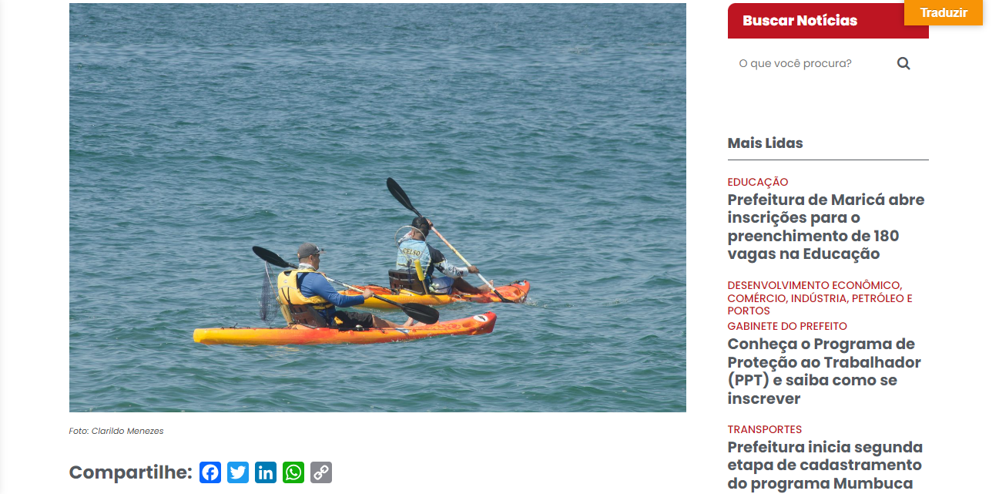 CELSO
Foto: Clarildo Menezes
Compartilhe:
Buscar Notícias
Traduzir
O que você procura?
Mais Lidas
EDUCAÇÃO
Prefeitura de Maricá abre
inscrições para o
preenchimento de 180
vagas na Educação
DESENVOLVIMENTO ECONÔMICO,
COMÉRCIO, INDÚSTRIA, PETRÓLEO E
PORTOS
GABINETE DO PREFEITO
Conheça o Programa de
Proteção ao Trabalhador
(PPT) e saiba como se
inscrever
TRANSPORTES
Prefeitura inicia segunda
etapa de cadastramento
do programa Mumbuca